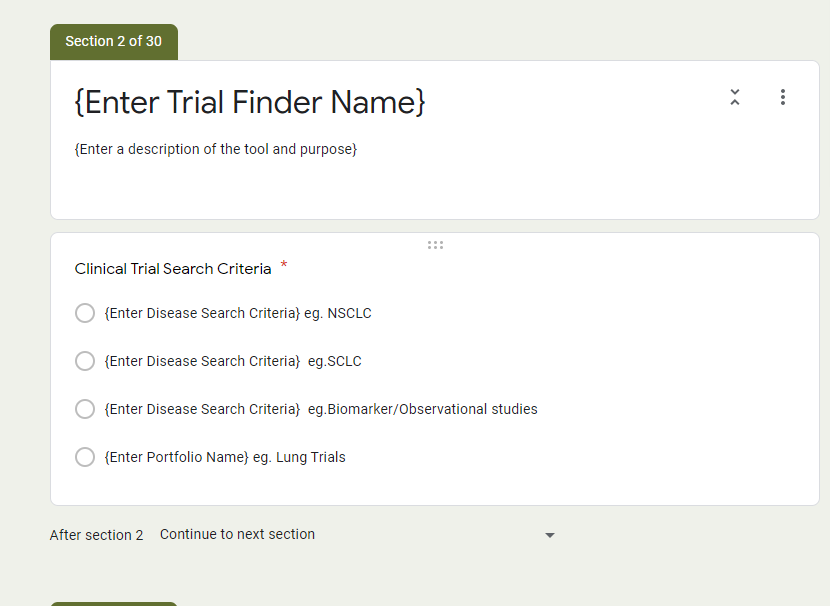 Section 2 of 30
{Enter Trial Finder Name}
{Enter a description of the tool and purpose}
Clinical Trial Search Criteria *
{Enter Disease Search Criteria} eg. NSCLC
{Enter Disease Search Criteria}  eg.SCLC
{Enter Disease Search Criteria}  eg.Biomarker/Observational studies
{Enter Portfolio Name} eg. Lung Trials
After section 2 Continue to next section